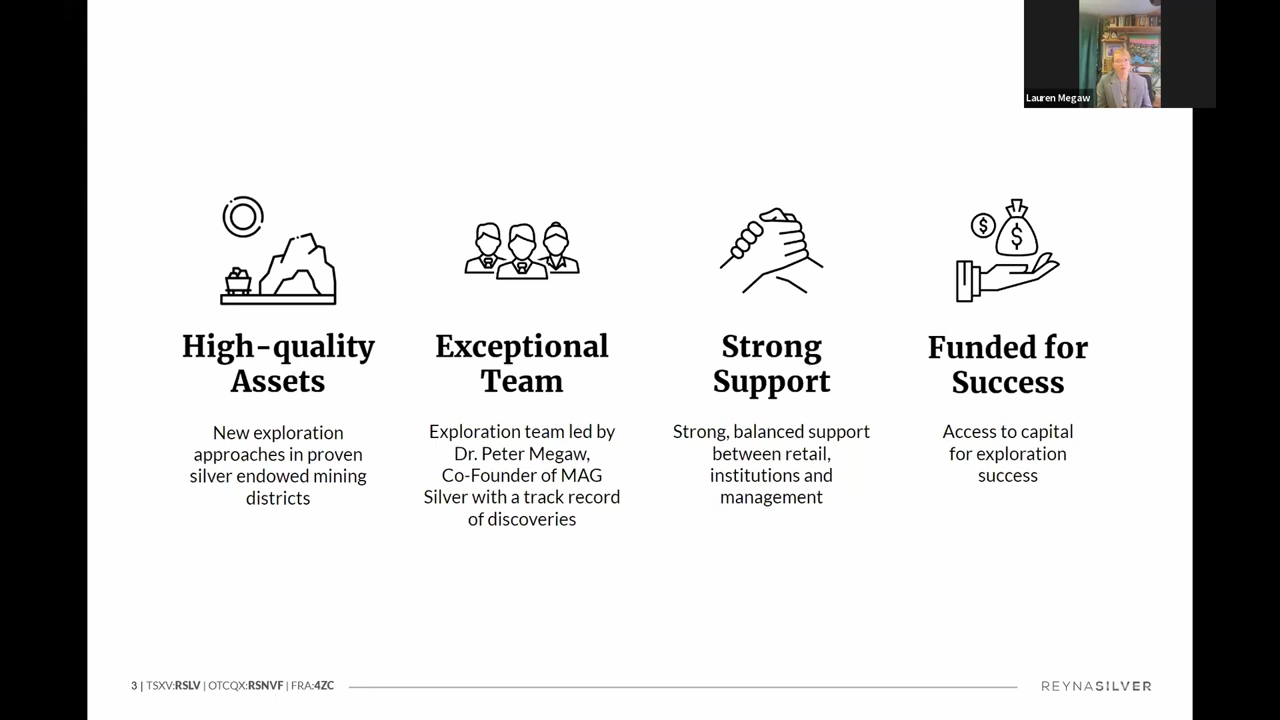 Lauren Megaw
High-quality
Assets
New exploration
approaches in proven
silver endowed mining
districts
Exceptional
Team
Exploration team led by
Dr. Peter Megaw,
Co-Founder of MAG
Silver with a track record
of discoveries
Strong
Support
Strong, balanced support
between retail,
institutions and
management
Funded for
Success
Access to capital
for exploration
success
$
$
3 | TSXV:RSLV | OTCQX:RSNVF | FRA:4ZC
REYNASILVER